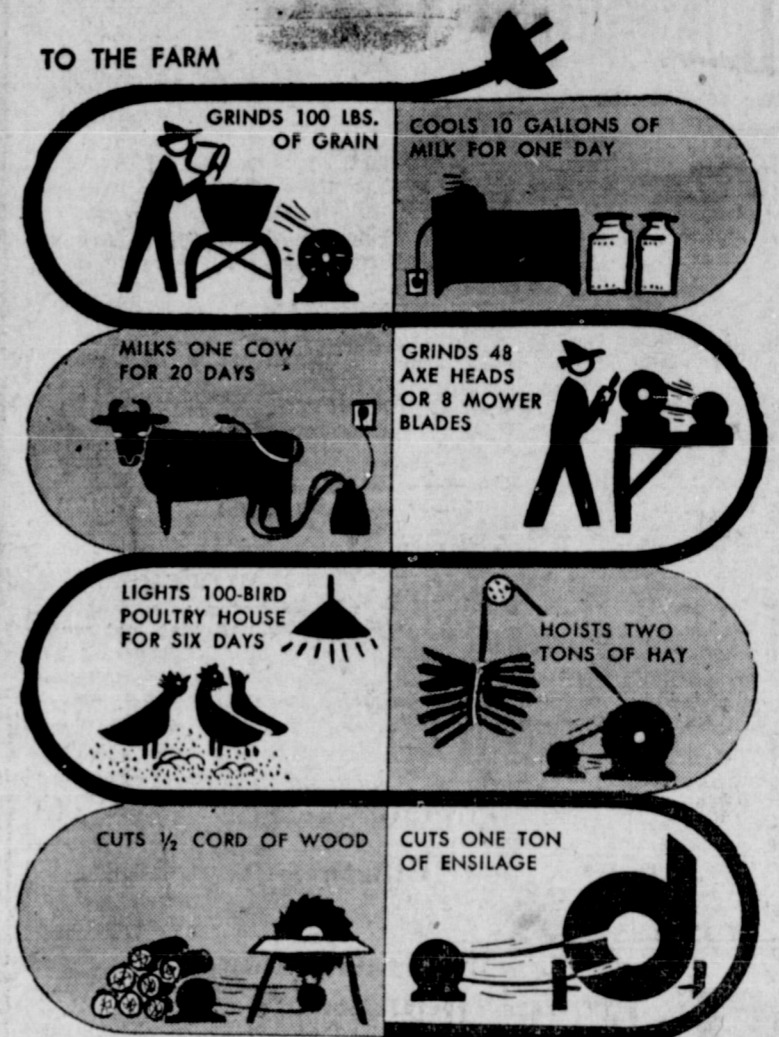 TO THE FARM
GRINDS 100 LBS.
OF GRAIN
COOLS 10 GALLONS OF
MILK FOR ONE DAY
MILKS ONE COW
FOR 20 DAYS
GRINDS 48
AXE HEADS
OR 8 MOWER
BLADES
LIGHTS 100-BIRD
POULTRY HOUSE
FOR SIX DAYS
HOISTS TWO
TONS OF HAY
CUTS ½ CORD OF WOOD
CUTS ONE TON
OF ENSILAGE